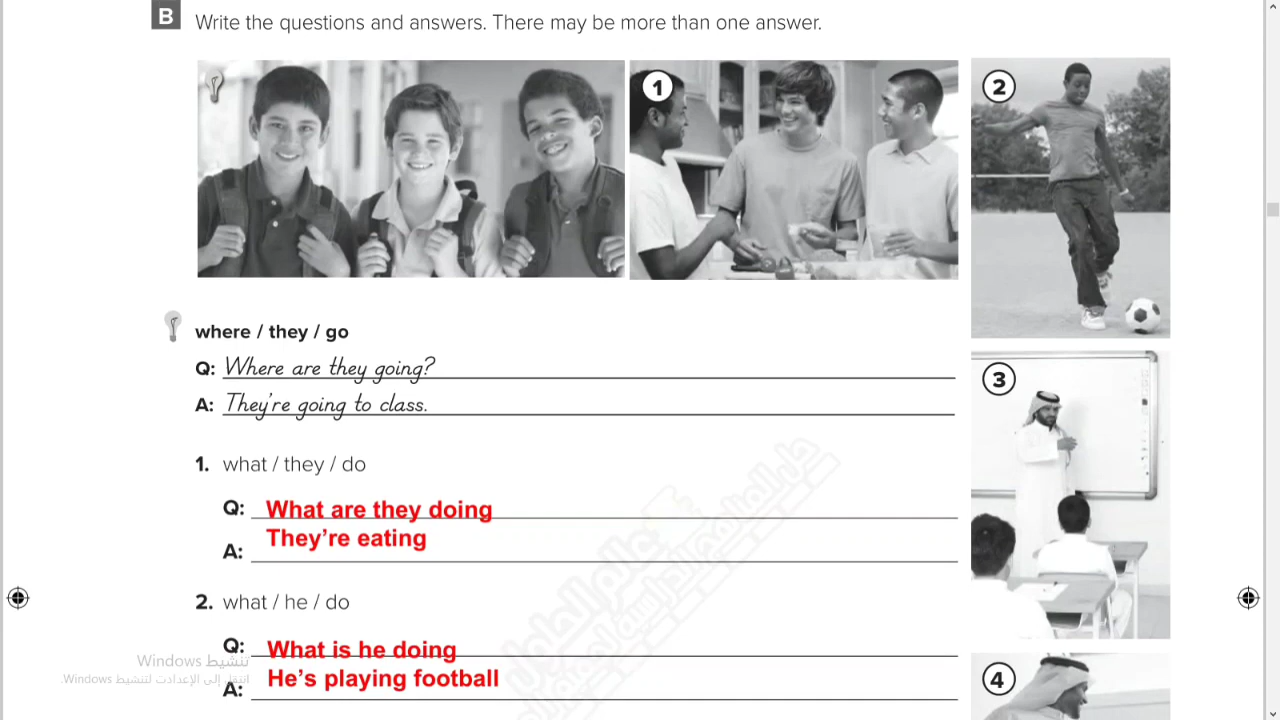 B Write the questions and answers. There may be more than one answer.
1
2
where / they / go
Q: Where are they going?
A: They're going to class.
3
1. what / they / do
Q: What are they doing
A: They're eating
2. what / he / do
Q: What is he doing
A: He's playing football
4
تنشيط Windows
انتقل إلى الإعدادت لتنشيط Windows.